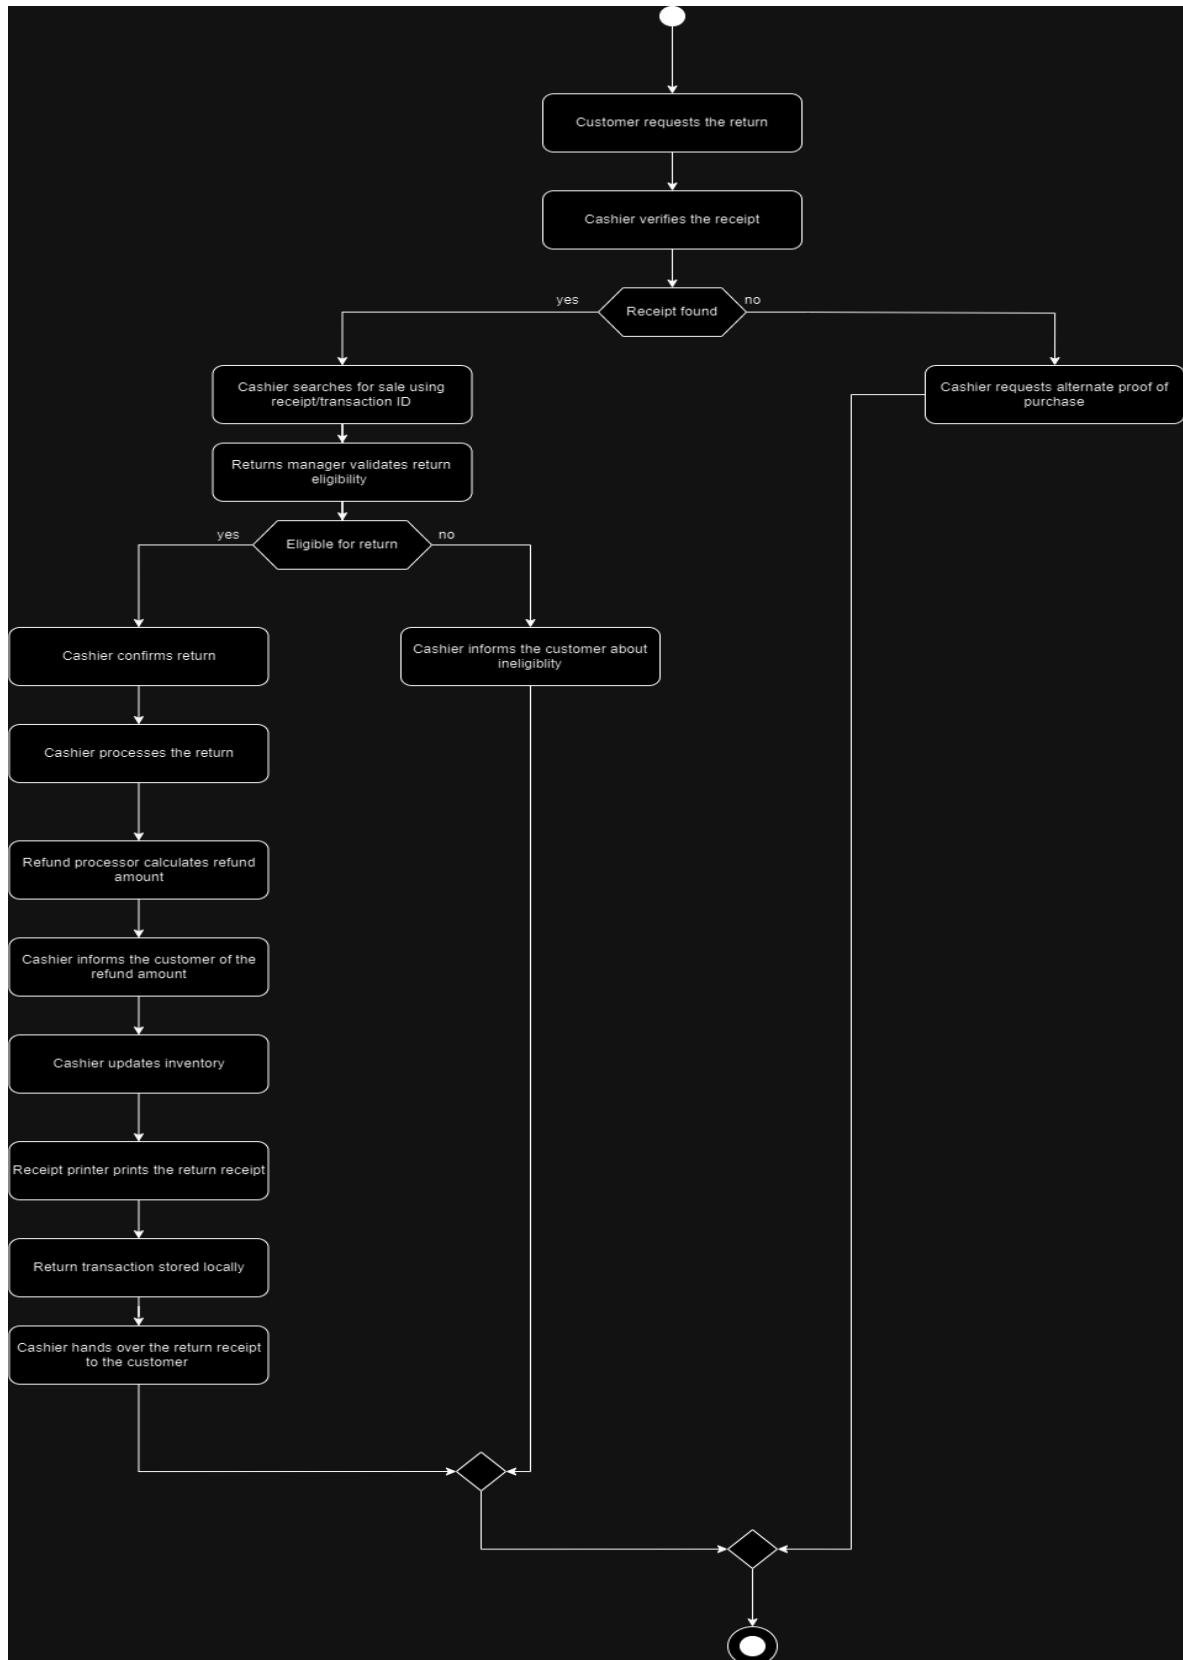 Customer requests the return
Cashier verifies the receipt
yes
Receipt found
no
Cashier searches for sale using
receipt/transaction ID
Cashier requests alternate proof of
purchase
Returns manager validates return
eligibility
yes
Eligible for return
no
Cashier confirms return
Cashier informs the customer about
ineligiblity
Cashier processes the return
Refund processor calculates refund
amount
Cashier informs the customer of the
refund amount
Cashier updates inventory
Receipt printer prints the return receipt
Return transaction stored locally
Cashier hands over the return receipt
to the customer